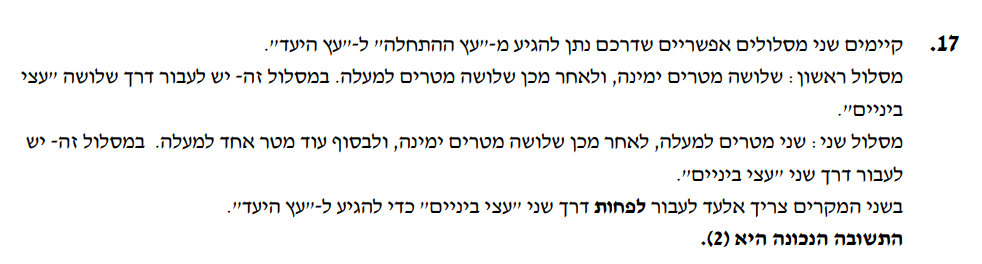 17. קיימים שני מסלולים אפשריים שדרכם נתן להגיע מ-"עץ ההתחלה" ל-"עץ היעד".
מסלול ראשון : שלושה מטרים ימינה, ולאחר מכן שלושה מטרים למעלה. במסלול זה- יש לעבור דרך שלושה "עצי
ביניים".
מסלול שני : שני מטרים למעלה, לאחר מכן שלושה מטרים ימינה, ולבסוף עוד מטר אחד למעלה. במסלול זה- יש
לעבור דרך שני "עצי ביניים".
בשני המקרים צריך אלעד לעבור לפחות דרך שני "עצי ביניים" כדי להגיע ל-"עץ היעד".
התשובה הנכונה היא (2).